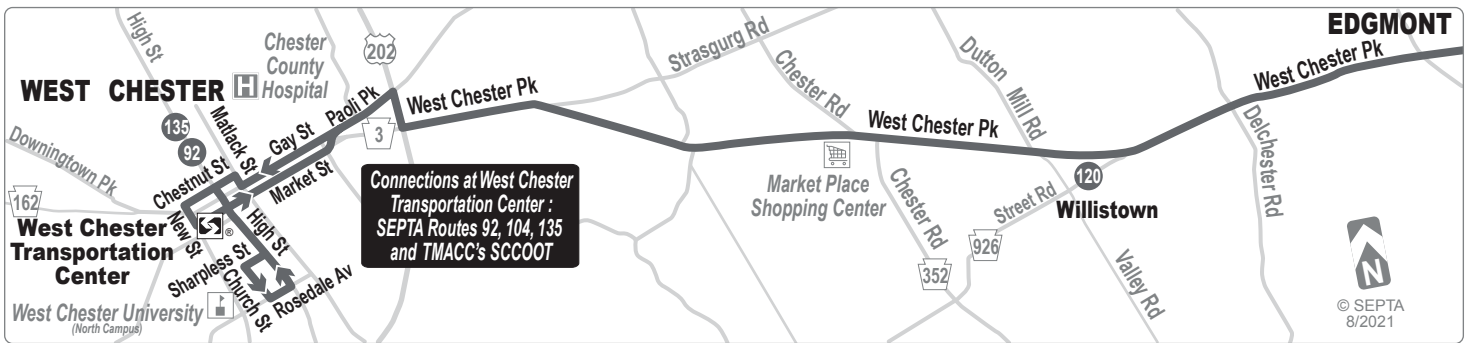 EDGMONT
High St
Chester
County
Hospital
H
202
Strasgurg Rd
Dutton
Mill Rd
West Chester Pk
WEST CHESTER
135
92
Matlack St
Gay St
Paoli Pk
3
West Chester Pk
Chester Rd
West Chester Pk
Delchester Rd
Downingtown Pk
162
Chestnut St
Market St
Connections at West Chester
Transportation Center :
SEPTA Routes 92, 104, 135
and TMACC's SCCOOT
Market Place
Shopping Center
Chester Rd
352
120
Street Rd
Willistown
926
Valley Rd
West Chester
Transportation
Center
®
New St
High St
Sharpless St
Church St
Rosedale Av
West Chester University
(North Campus)
N
© SEPTA
8/2021